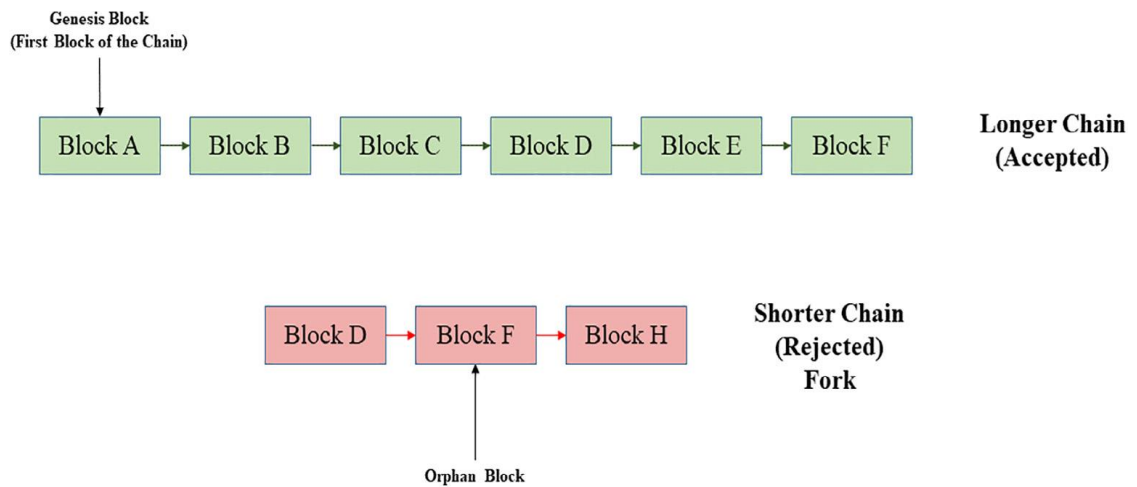 Genesis Block
(First Block of the Chain)
Block A
Block B
Block C
Block D
Block E
Block F
Longer Chain
(Accepted)
Block D
Block F
Block H
Shorter Chain
(Rejected)
Fork
Orphan Block